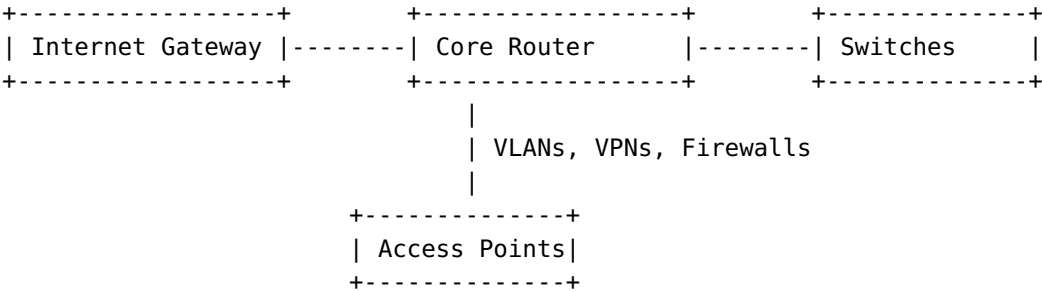 Internet Gateway Core Router Switches
VLANs, VPNs, Firewalls
Access Points